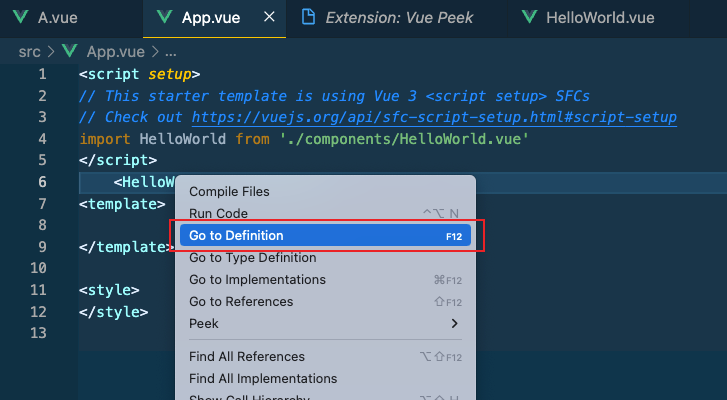 A.vue App.vue Extension: Vue Peek HelloWorld.vue
src > App.vue > ...
1 <script setup>
2 // This starter template is using Vue 3 <script setup> SFCs
3 // Check out https://vuejs.org/api/sfc-script-setup.html#script-setup
4 import HelloWorld from './components/HelloWorld.vue'
5 </script>
6 <HelloW
7 <template>
8
9 </template>
10
11 <style>
12 </style>
13
Compile Files
Run Code ⌃⌥ N
Go to Definition F12
Go to Type Definition
Go to Implementations ⌘F12
Go to References ⇧F12
Peek >
Find All References ⌥⇧F12
Find All Implementations
Show Call Hierarchy ⌥⇧ H